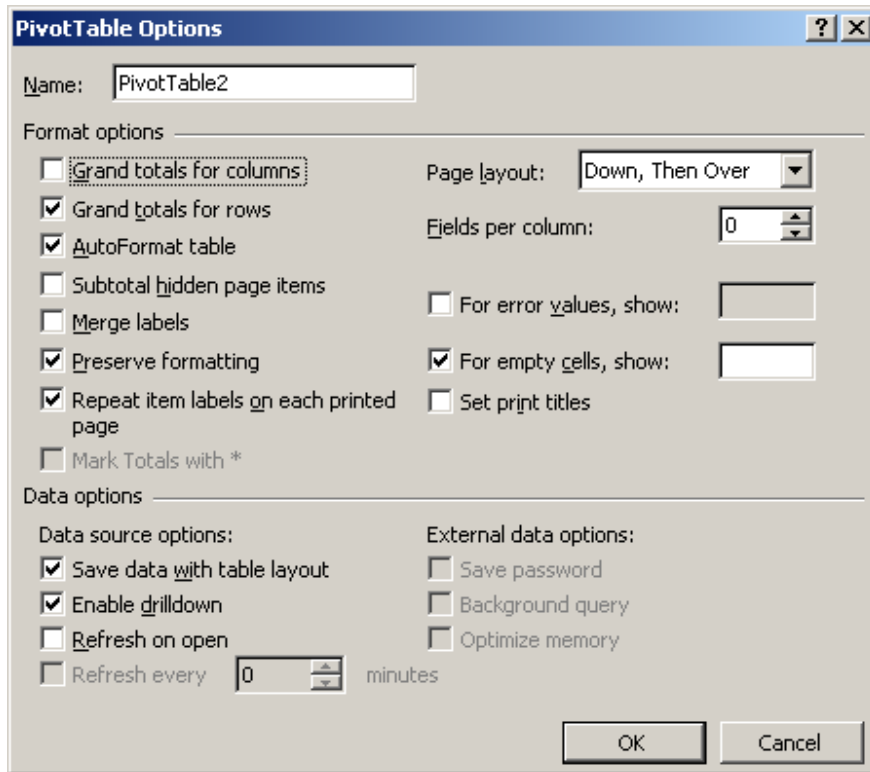 PivotTable Options
Name: PivotTable2
Format options
Grand totals for columns
Grand totals for rows
AutoFormat table
Subtotal hidden page items
Merge labels
Preserve formatting
Repeat item labels on each printed
page
Mark Totals with *
Page layout: Down, Then Over
Fields per column: 0
For error values, show:
For empty cells, show:
Set print titles
Data options
Data source options:
Save data with table layout
Enable drilldown
Refresh on open
Refresh every 0 minutes
External data options:
Save password
Background query
Optimize memory
OK Cancel